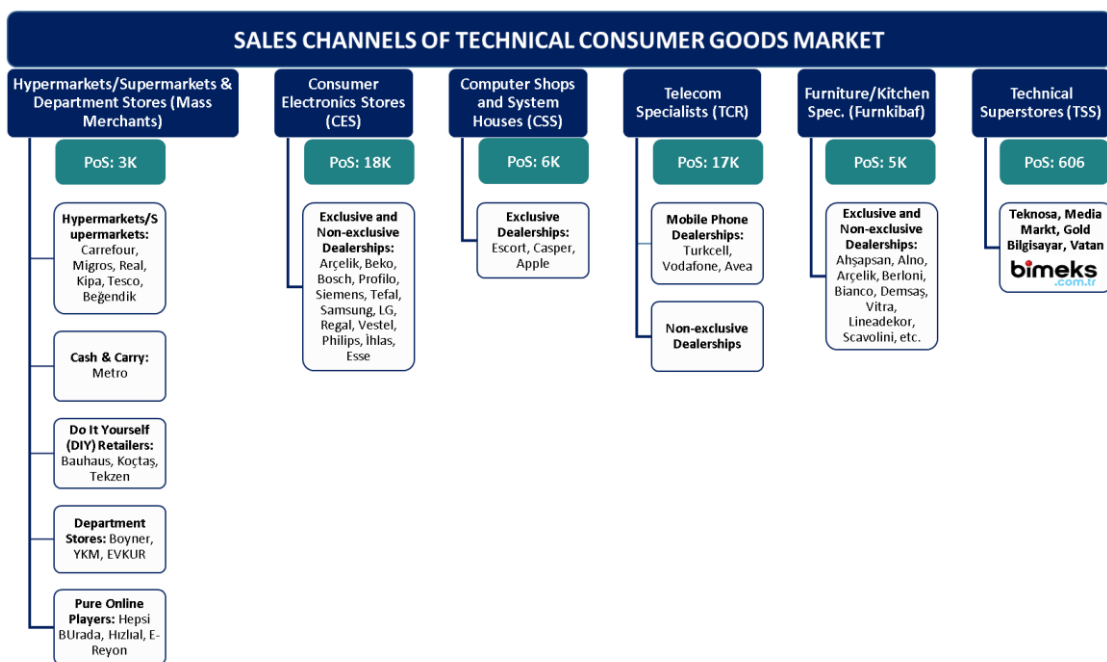 SALES CHANNELS OF TECHNICAL CONSUMER GOODS MARKET
Hypermarkets/Supermarkets &
Department Stores (Mass
Merchants)
PoS: 3K
Hypermarkets/S
upermarkets:
Carrefour,
Migros, Real,
Kipa, Tesco,
Beğendik
Cash & Carry:
Metro
Do It Yourself
(DIY) Retailers:
Bauhaus, Koçtaş,
Tekzen
Department
Stores: Boyner,
YKM, EVKUR
Pure Online
Players: Hepsi
BUrada, Hızlıal, E-
Reyon
Consumer
Electronics Stores
(CES)
PoS: 18K
Exclusive and
Non-exclusive
Dealerships:
Arçelik, Beko,
Bosch, Profilo,
Siemens, Tefal,
Samsung, LG,
Regal, Vestel,
Philips, İhlas,
Esse
Computer Shops
and System
Houses (CSS)
PoS: 6K
Exclusive
Dealerships:
Escort, Casper,
Apple
Telecom
Specialists (TCR)
PoS: 17K
Mobile Phone
Dealerships:
Turkcell,
Vodafone, Avea
Non-exclusive
Dealerships
Furniture/Kitchen
Spec. (Furnkibaf)
PoS: 5K
Exclusive and
Non-exclusive
Dealerships:
Ahşapsan, Alno,
Arçelik, Berloni,
Bianco, Demsaş,
Vitra,
Lineadekor,
Scavolini, etc.
Technical
Superstores (TSS)
PoS: 606
Teknosa, Media
Markt, Gold
Bilgisayar, Vatan
bimeks
.com.tr